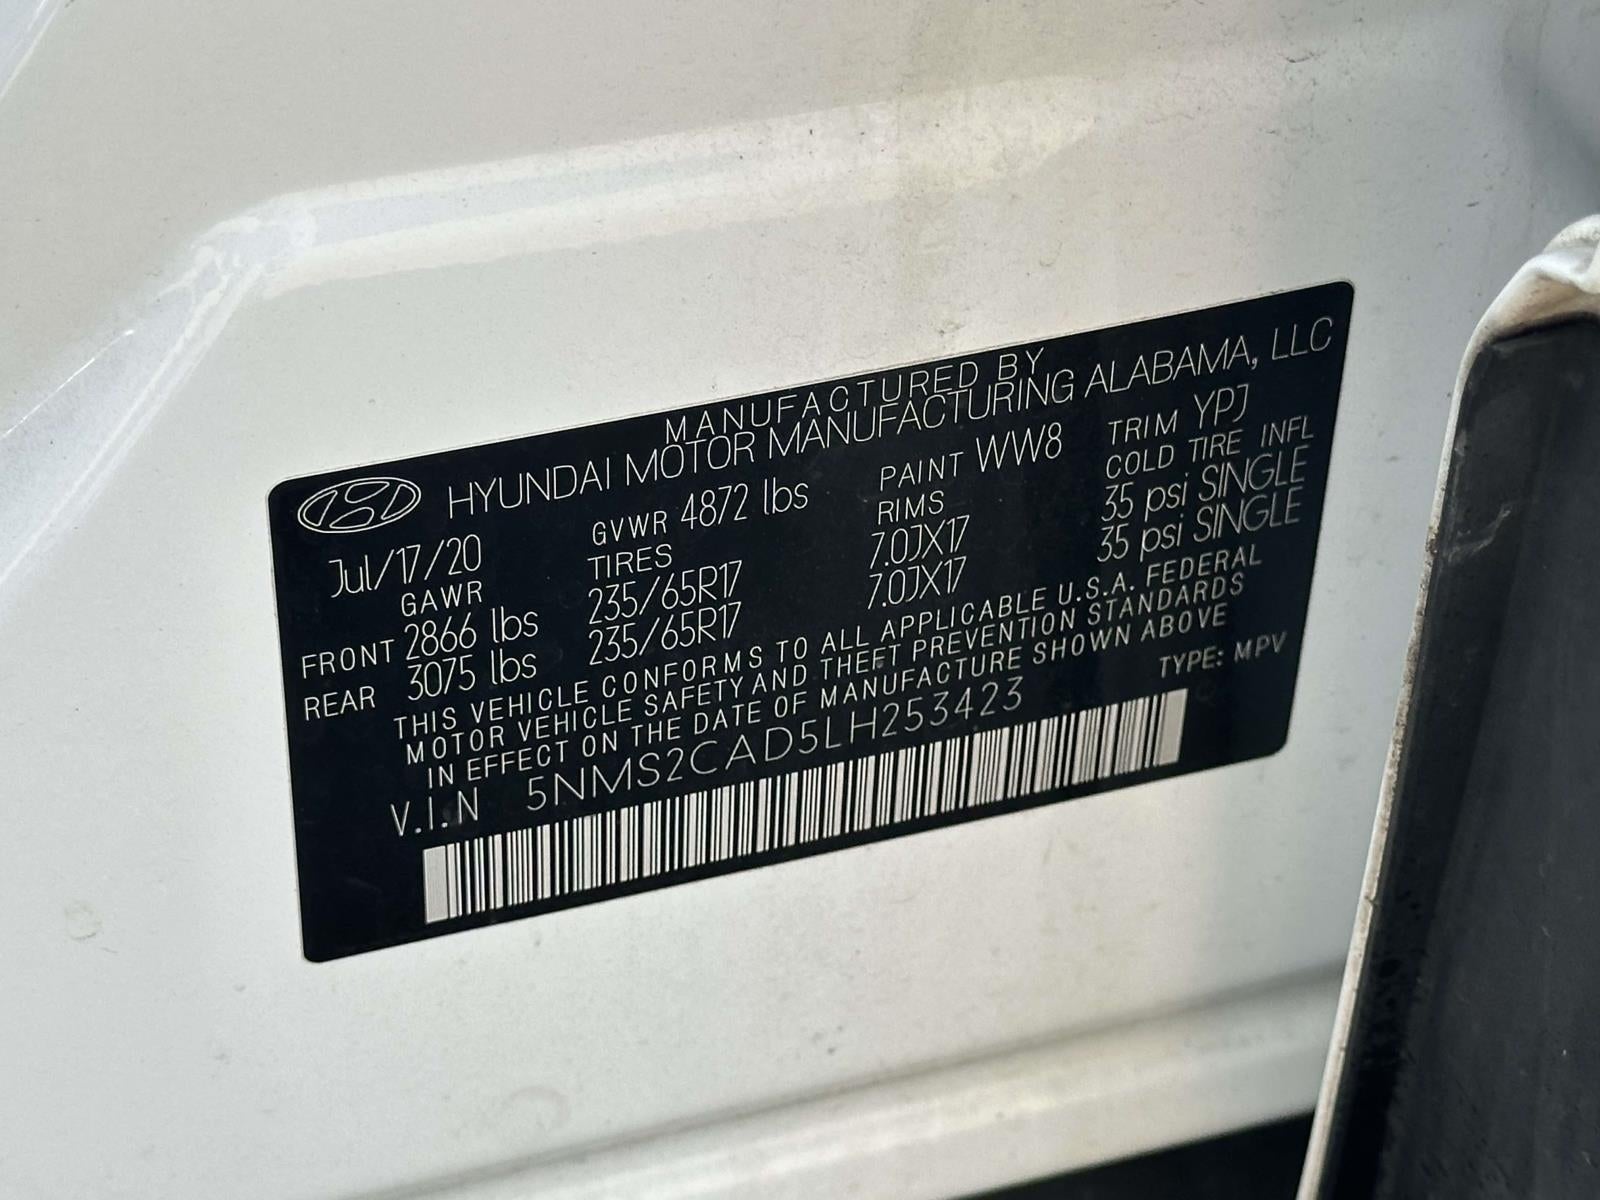 MANUFACTURED BY
HYUNDAI MOTOR MANUFACTURING ALABAMA, LLC
Jul/17/20 GVWR 4872 lbs PAINT WW8 TRIM YPJ
GAWR TIRES RIMS COLD TIRE INFL
FRONT 2866 lbs 235/65R17 7.0JX17 35 psi SINGLE
REAR 3075 lbs 235/65R17 7.0JX17 35 psi SINGLE
THIS VEHICLE CONFORMS TO ALL APPLICABLE U.S.A. FEDERAL
MOTOR VEHICLE SAFETY AND THEFT PREVENTION STANDARDS
IN EFFECT ON THE DATE OF MANUFACTURE SHOWN ABOVE
V.I.N 5NMS2CAD5LH253423 TYPE: MPV